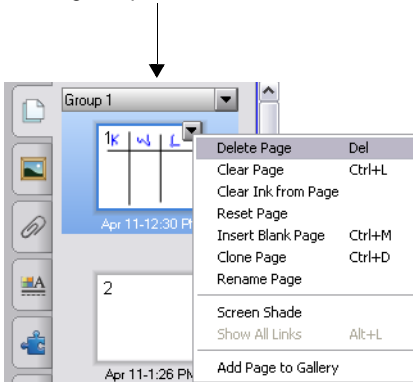 Group 1
1 K W L
Apr 11-12:30
Delete Page Del
Clear Page Ctrl+L
Clear Ink from Page
Reset Page
Insert Blank Page Ctrl+M
Clone Page Ctrl+D
Rename Page
Screen Shade
Show All Links Alt+L
Add Page to Gallery
2
Apr 11-1:26 PM